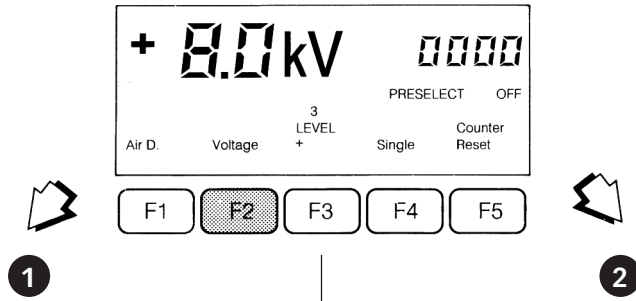 + 8.0 kV 0000
PRESELECT OFF
3
LEVEL Counter
Air D. Voltage + Single Reset
F1 F2 F3 F4 F5
1 2